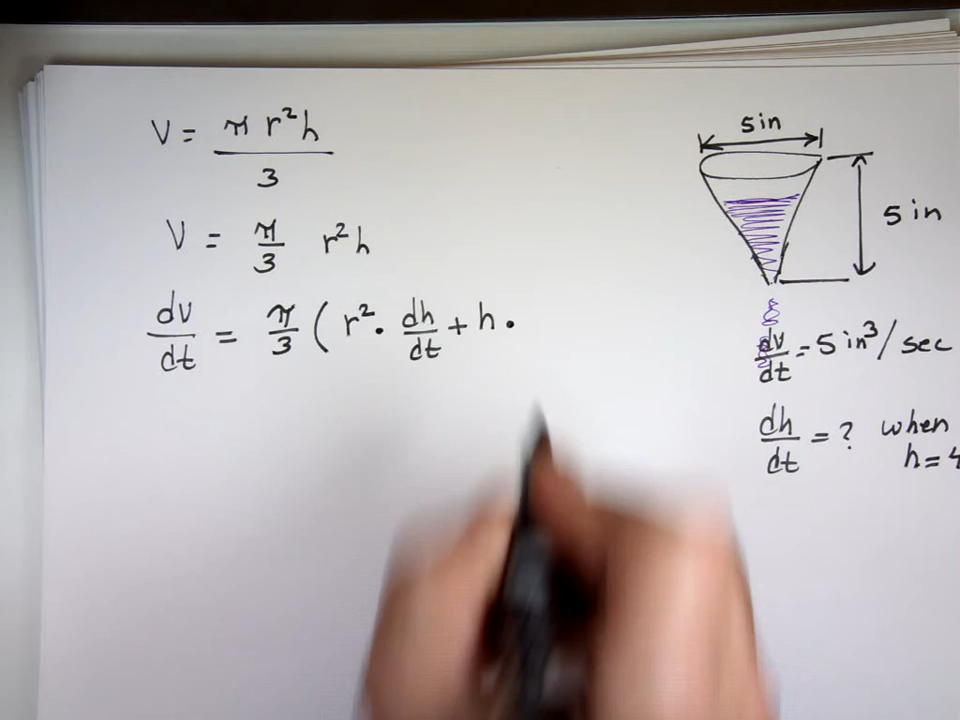 V = π r²h / 3
V = π/3 r²h
dv/dt = π/3 ( r² · dh/dt + h ·
5in
5 in
dv/dt = 5 in³/sec
dh/dt = ? when
h = 4